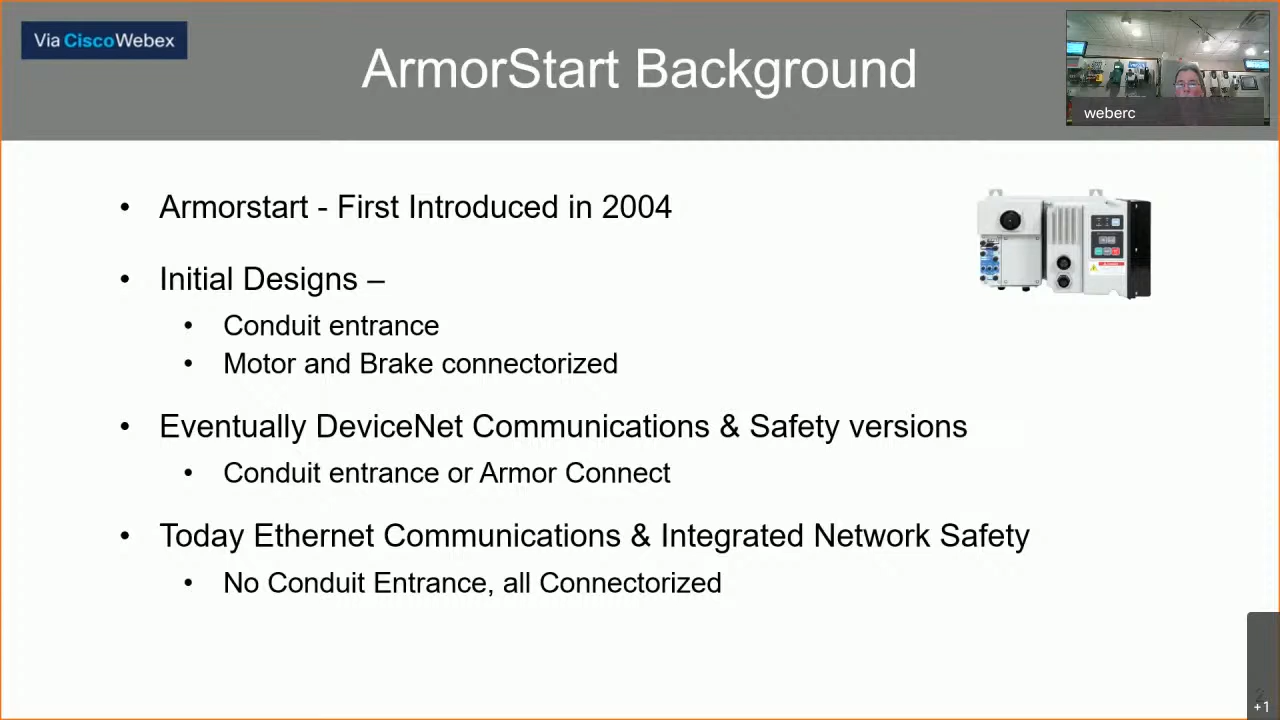 Via CiscoWebex
ArmorStart Background
weberc
• Armorstart - First Introduced in 2004
• Initial Designs –
• Conduit entrance
• Motor and Brake connectorized
• Eventually DeviceNet Communications & Safety versions
• Conduit entrance or Armor Connect
• Today Ethernet Communications & Integrated Network Safety
• No Conduit Entrance, all Connectorized
2
+1